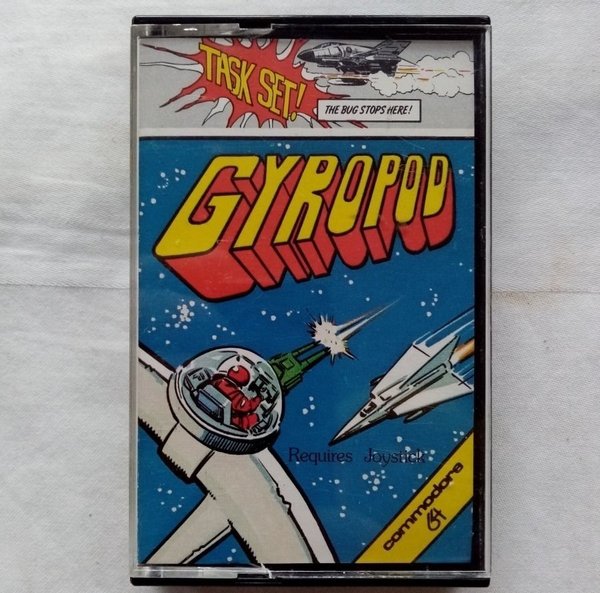 TASK SET!
THE BUG STOPS HERE!
GYROPOD
Requires Joystick
commodore
64